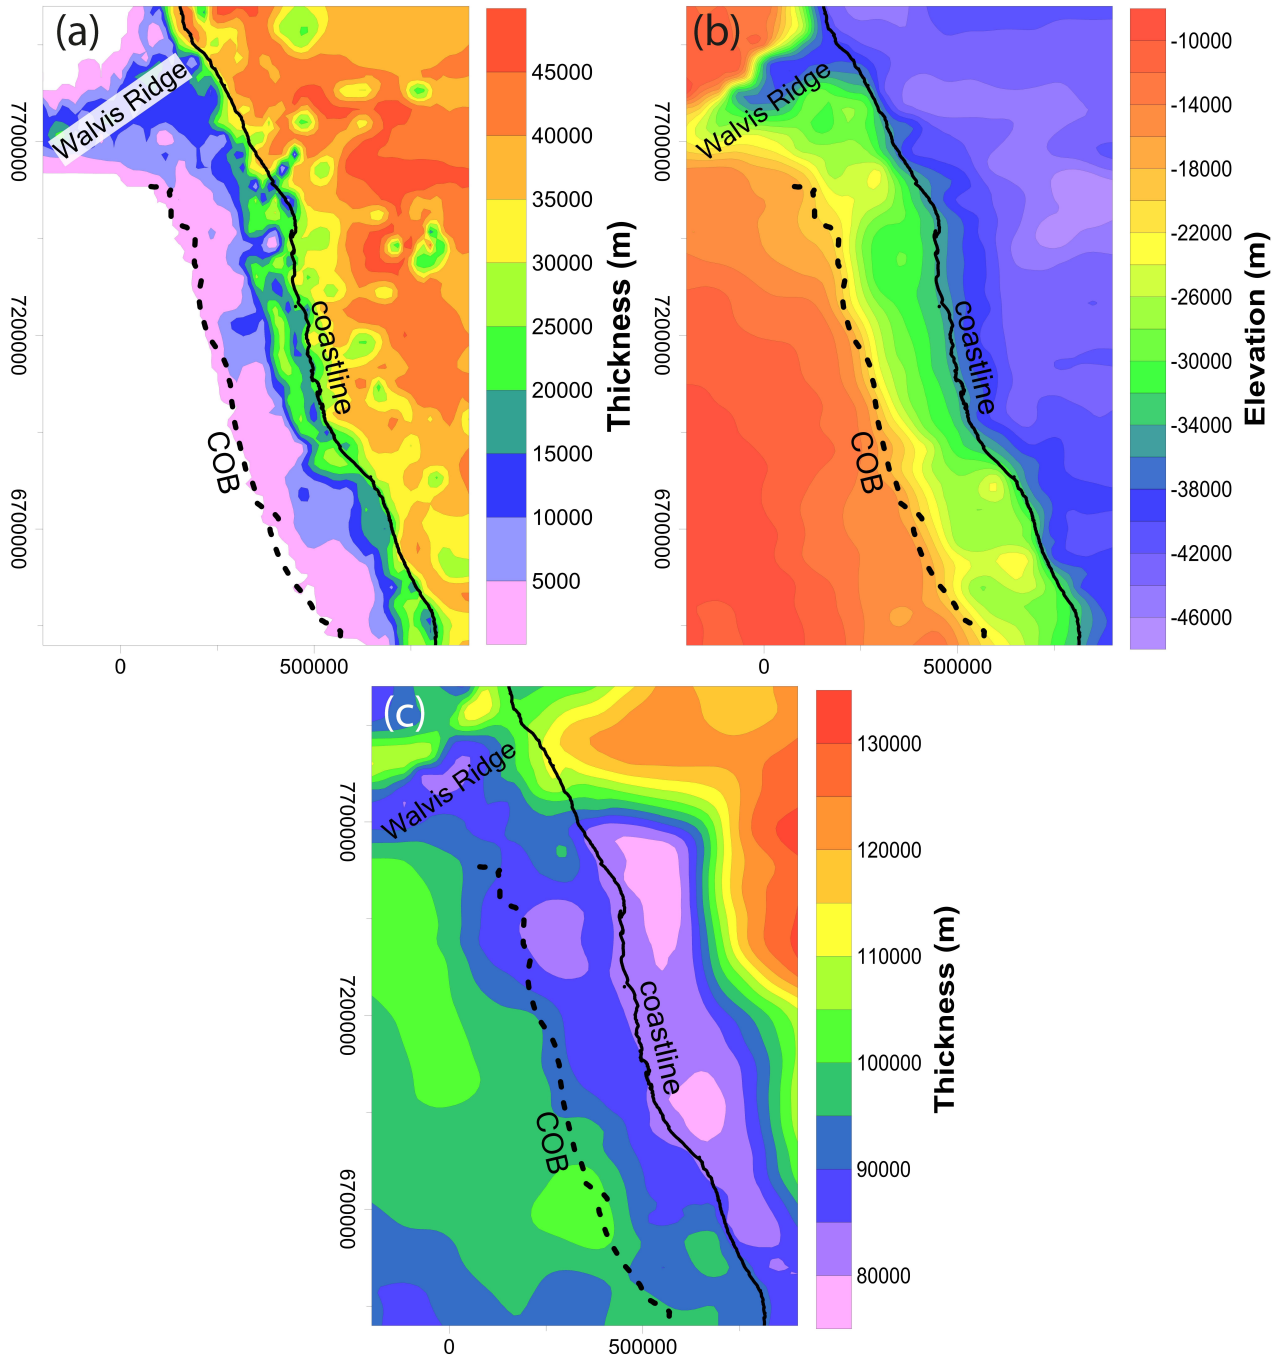 (a)
Walvis Ridge
coastline
COB
7700000
7200000
6700000
0
500000
45000
40000
35000
30000
25000
20000
15000
10000
5000
Thickness (m)
(b)
Walvis Ridge
coastline
COB
7700000
7200000
6700000
0
500000
-10000
-14000
-18000
-22000
-26000
-30000
-34000
-38000
-42000
-46000
Elevation (m)
(c)
Walvis Ridge
coastline
COB
7700000
7200000
6700000
0
500000
130000
120000
110000
100000
90000
80000
Thickness (m)